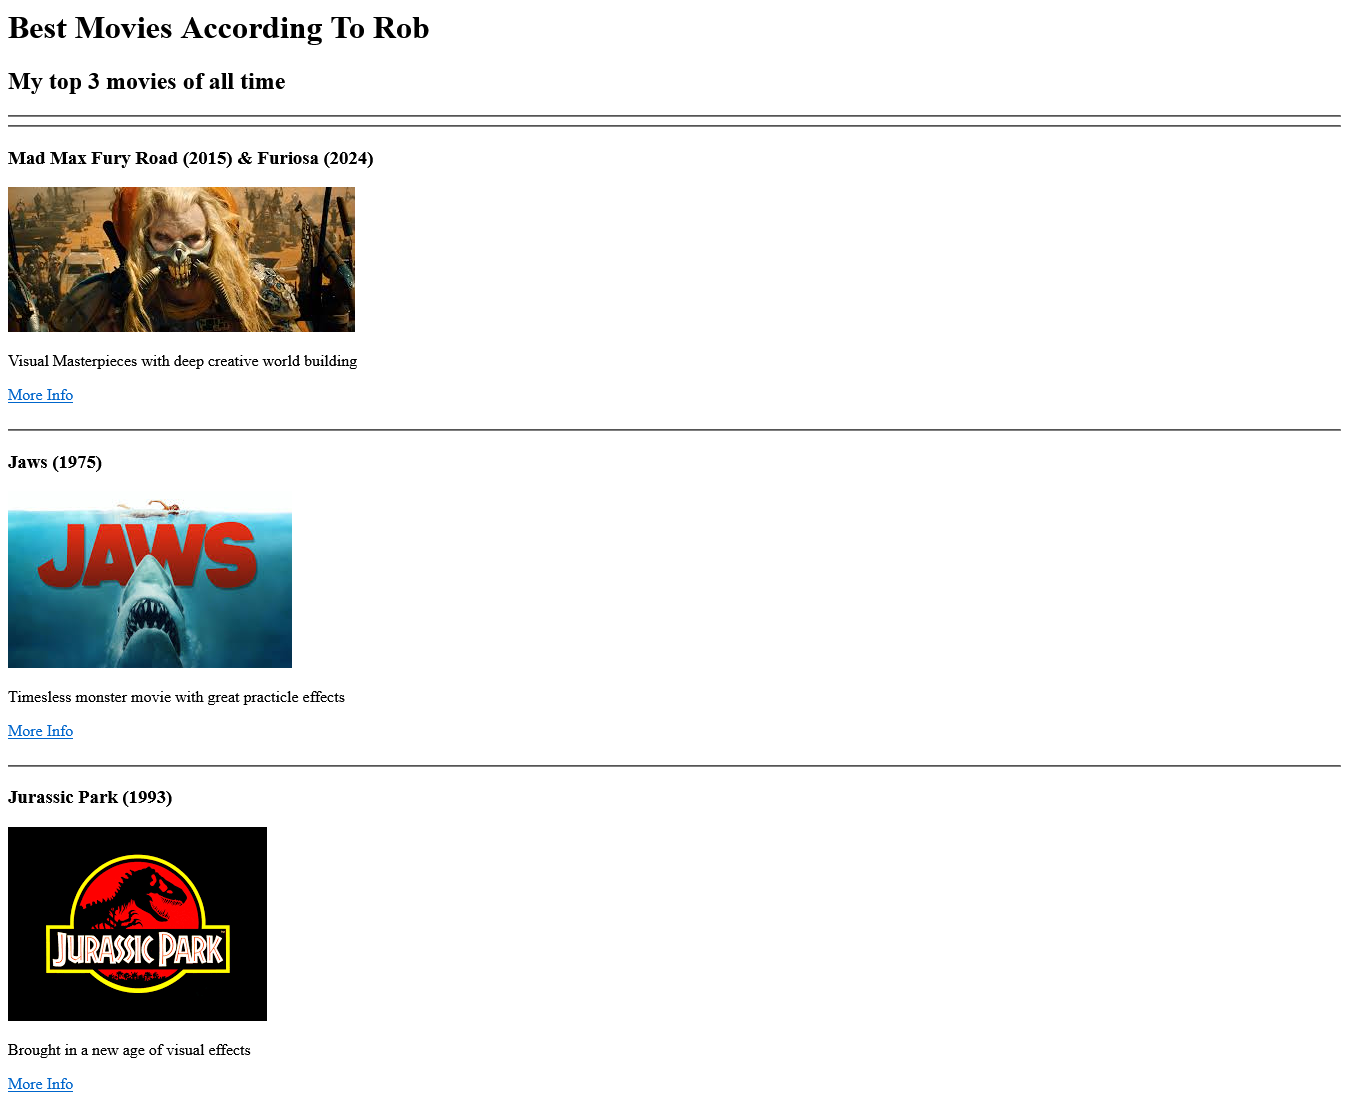 Best Movies According To Rob
My top 3 movies of all time
Mad Max Fury Road (2015) & Furiosa (2024)
Visual Masterpieces with deep creative world building
More Info
Jaws (1975)
JAWS
Timesless monster movie with great practicle effects
More Info
Jurassic Park (1993)
JURASSIC PARK
Brought in a new age of visual effects
More Info